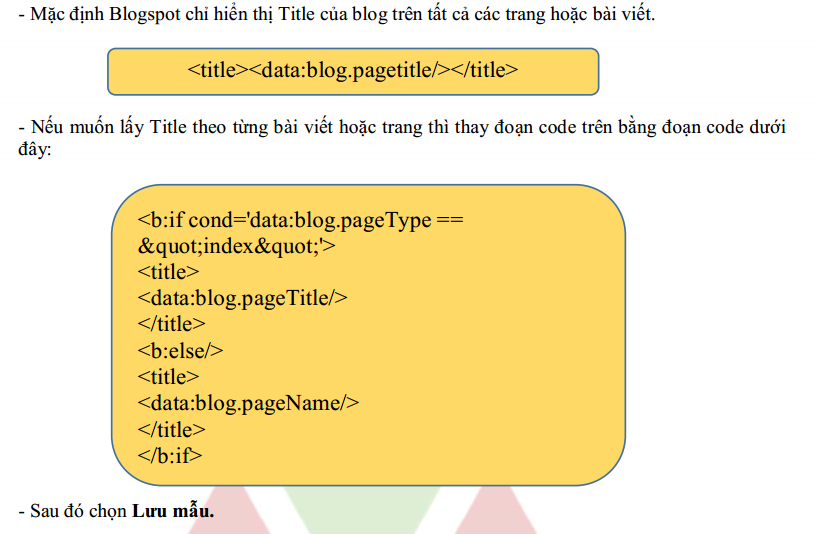 - Mặc định Blogspot chỉ hiển thị Title của blog trên tất cả các trang hoặc bài viết.
<title><data:blog.pagetitle/></title>
- Nếu muốn lấy Title theo từng bài viết hoặc trang thì thay đoạn code trên bằng đoạn code dưới
đây:
<b:if cond='data:blog.pageType ==
&quot;index&quot;'>
<title>
<data:blog.pageTitle/>
</title>
<b:else/>
<title>
<data:blog.pageName/>
</title>
</b:if>
- Sau đó chọn Lưu mẫu.